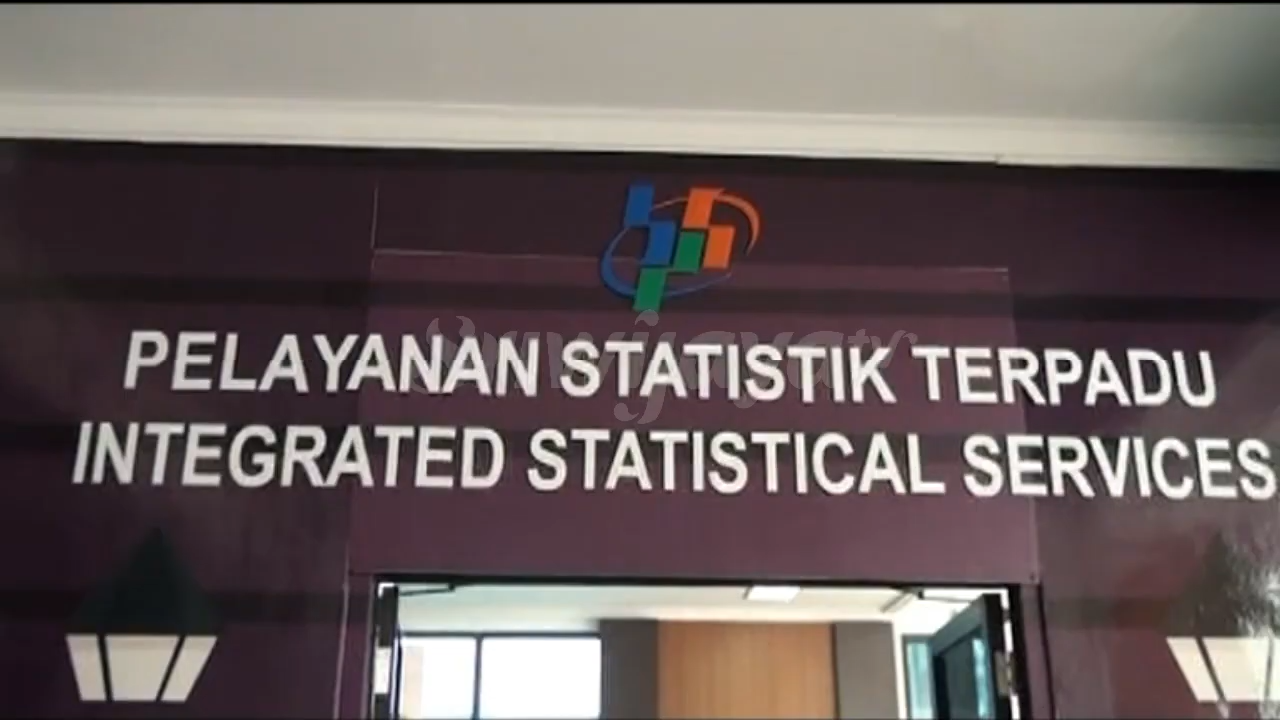 PELAYANAN STATISTIK TERPADU
INTEGRATED STATISTICAL SERVICES